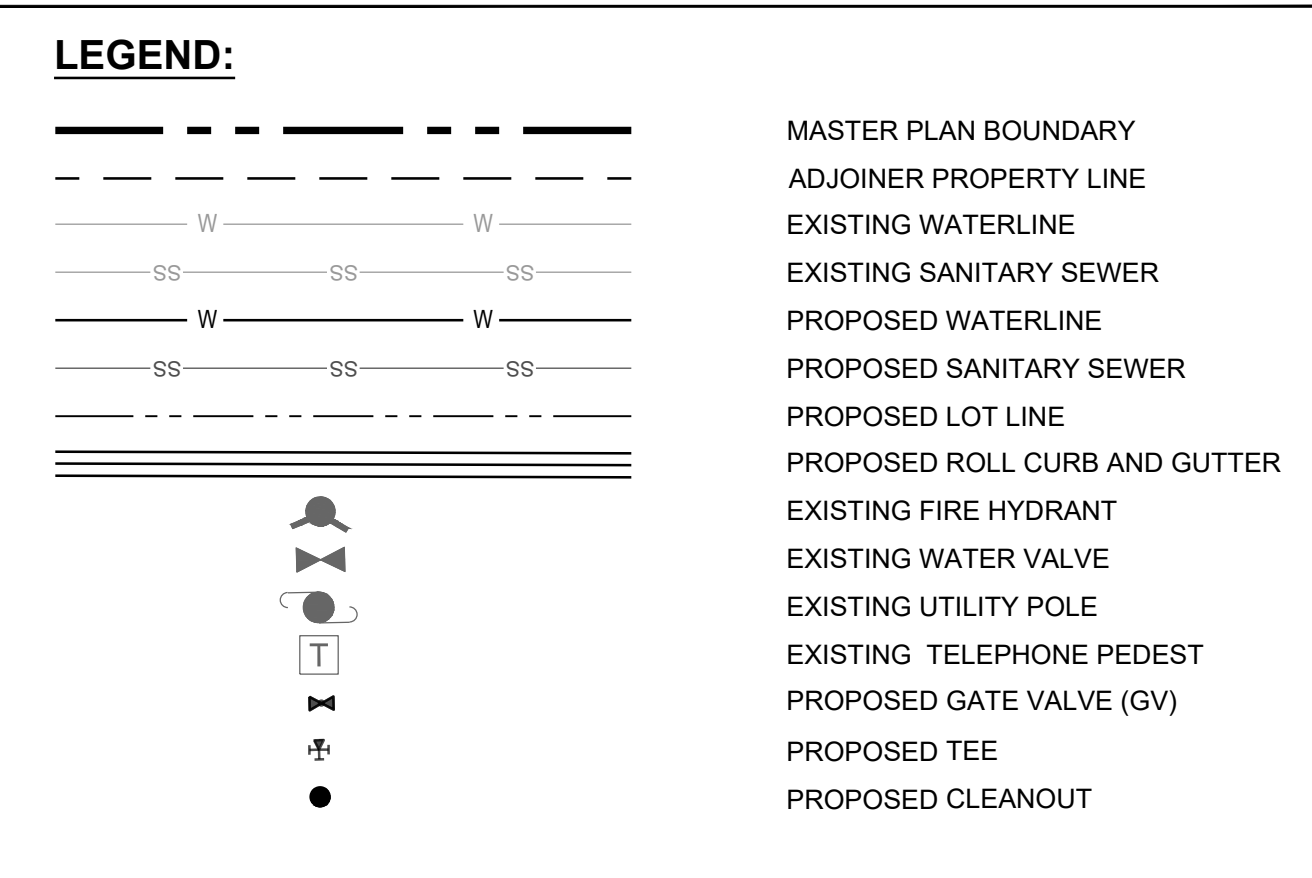 LEGEND:
MASTER PLAN BOUNDARY
ADJOINER PROPERTY LINE
W W EXISTING WATERLINE
SS SS SS EXISTING SANITARY SEWER
W W PROPOSED WATERLINE
SS SS SS PROPOSED SANITARY SEWER
PROPOSED LOT LINE
PROPOSED ROLL CURB AND GUTTER
EXISTING FIRE HYDRANT
EXISTING WATER VALVE
EXISTING UTILITY POLE
T EXISTING TELEPHONE PEDEST
PROPOSED GATE VALVE (GV)
PROPOSED TEE
PROPOSED CLEANOUT